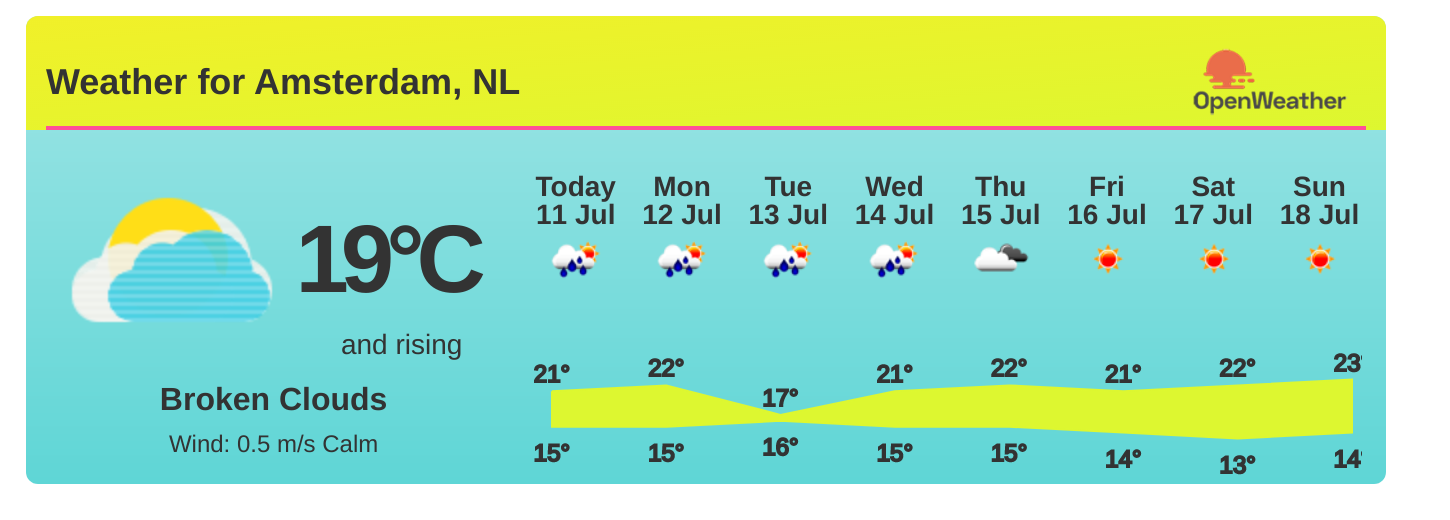 Weather for Amsterdam, NL
OpenWeather
Today Mon Tue Wed Thu Fri Sat Sun
11 Jul 12 Jul 13 Jul 14 Jul 15 Jul 16 Jul 17 Jul 18 Jul
19°C
and rising
Broken Clouds
Wind: 0.5 m/s Calm
21° 22° 17° 21° 22° 21° 22° 23°
15° 15° 16° 15° 15° 14° 13° 14°